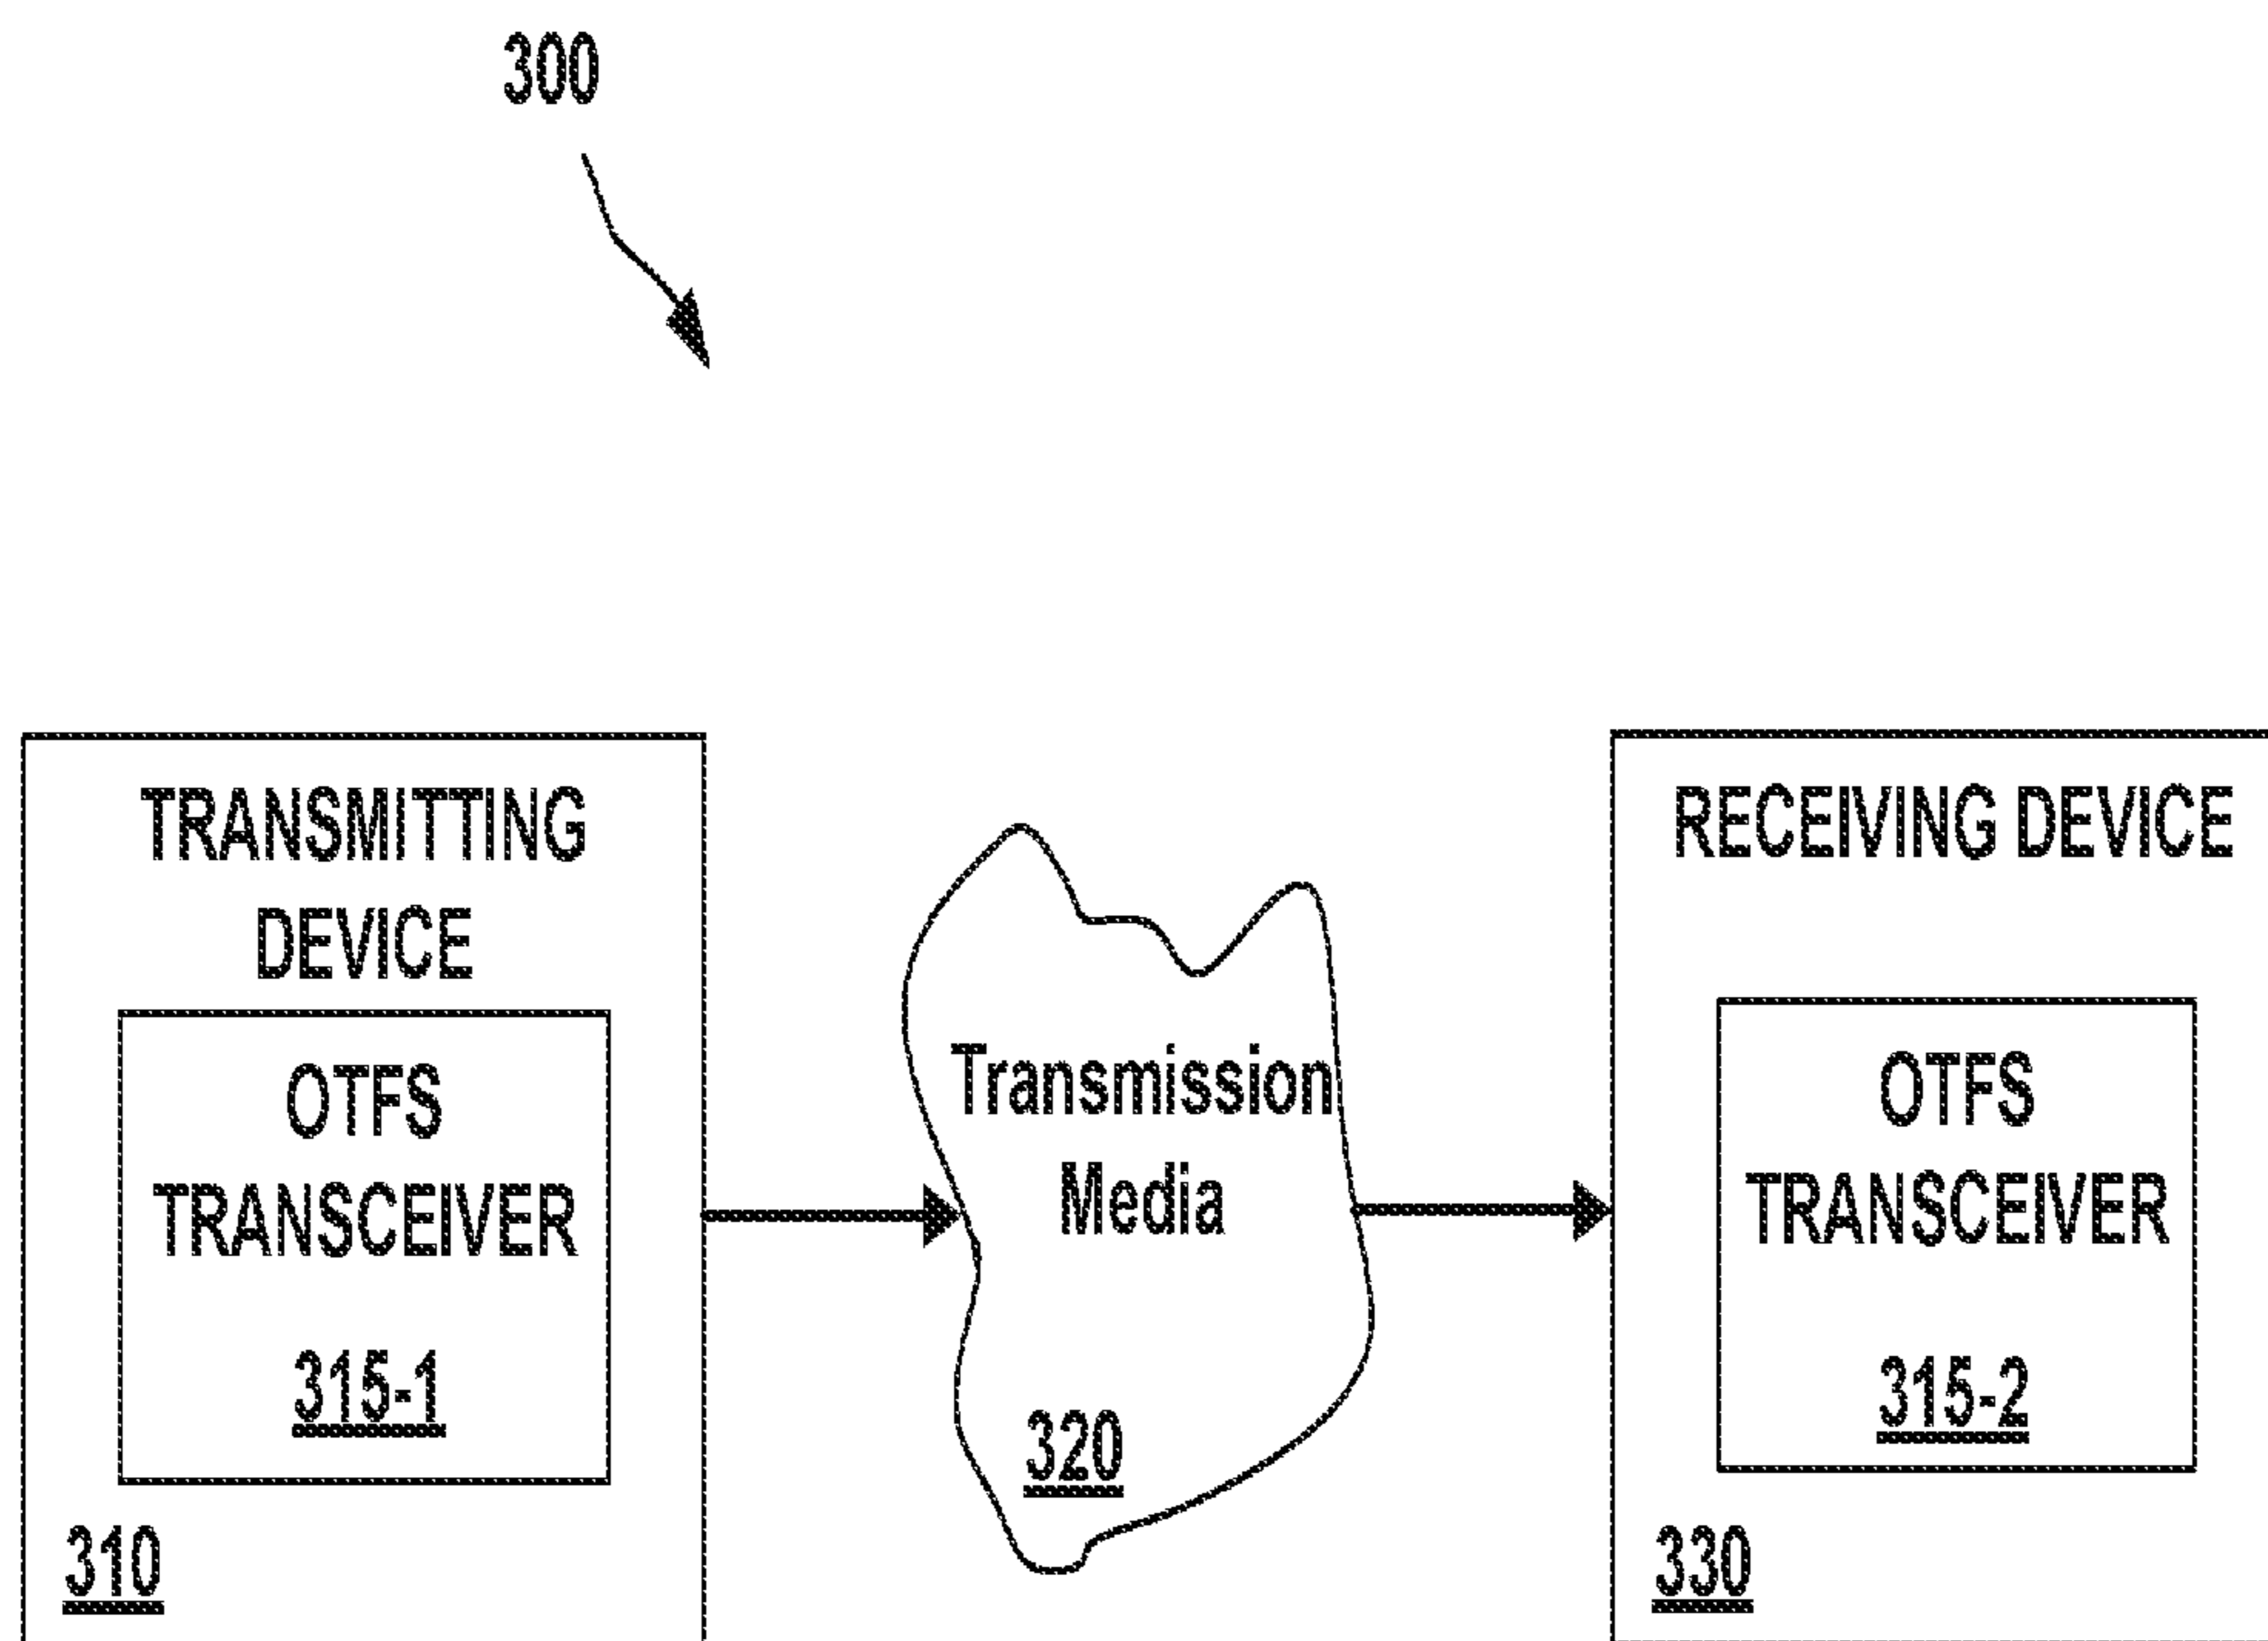 300
TRANSMITTING
DEVICE
OTFS
TRANSCEIVER
315-1
310
Transmission
Media
320
RECEIVING DEVICE
OTFS
TRANSCEIVER
315-2
330